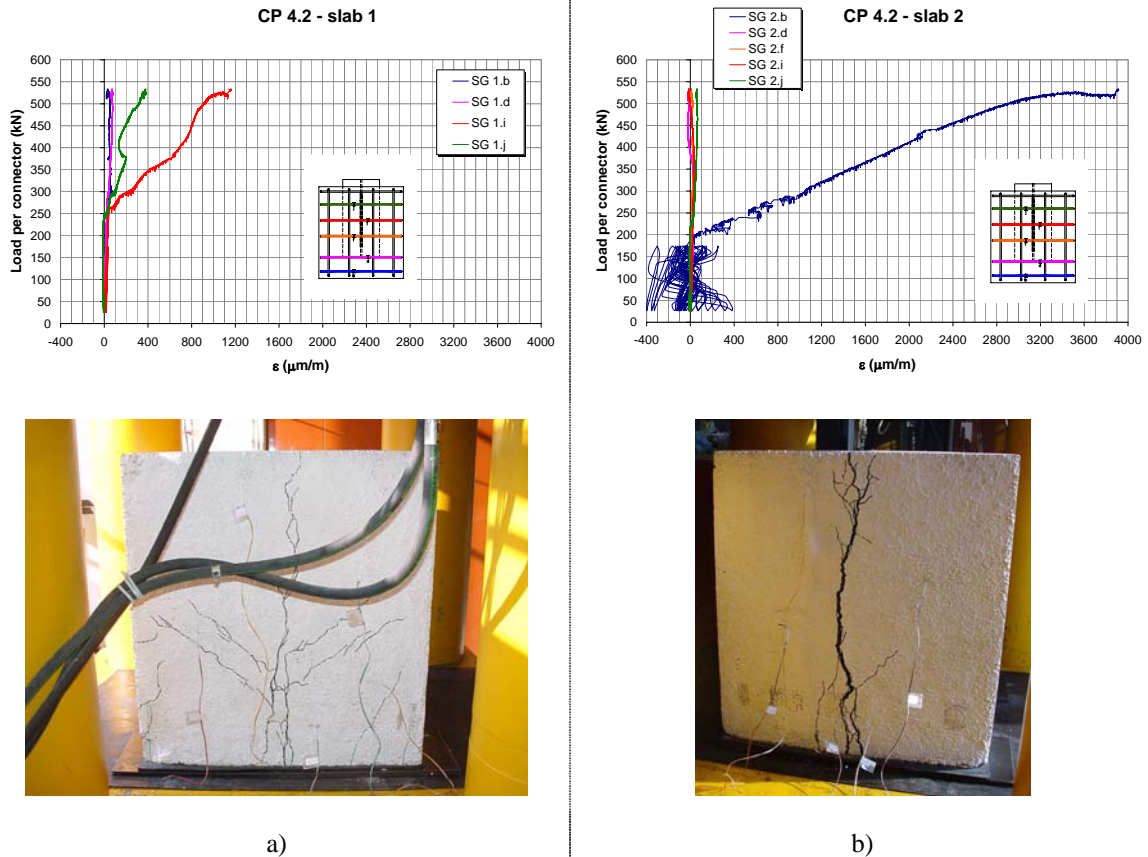 CP 4.2 - slab 1
600
550
500
450
400
350
300
250
200
150
100
50
0
Load per connector (kN)
-400 0 400 800 1200 1600 2000 2400 2800 3200 3600 4000
ε (μm/m)
SG 1.b
SG 1.d
SG 1.i
SG 1.j
CP 4.2 - slab 2
600
550
500
450
400
350
300
250
200
150
100
50
0
Load per connector (kN)
-400 0 400 800 1200 1600 2000 2400 2800 3200 3600 4000
ε (μm/m)
SG 2.b
SG 2.d
SG 2.f
SG 2.i
SG 2.j
a)
b)